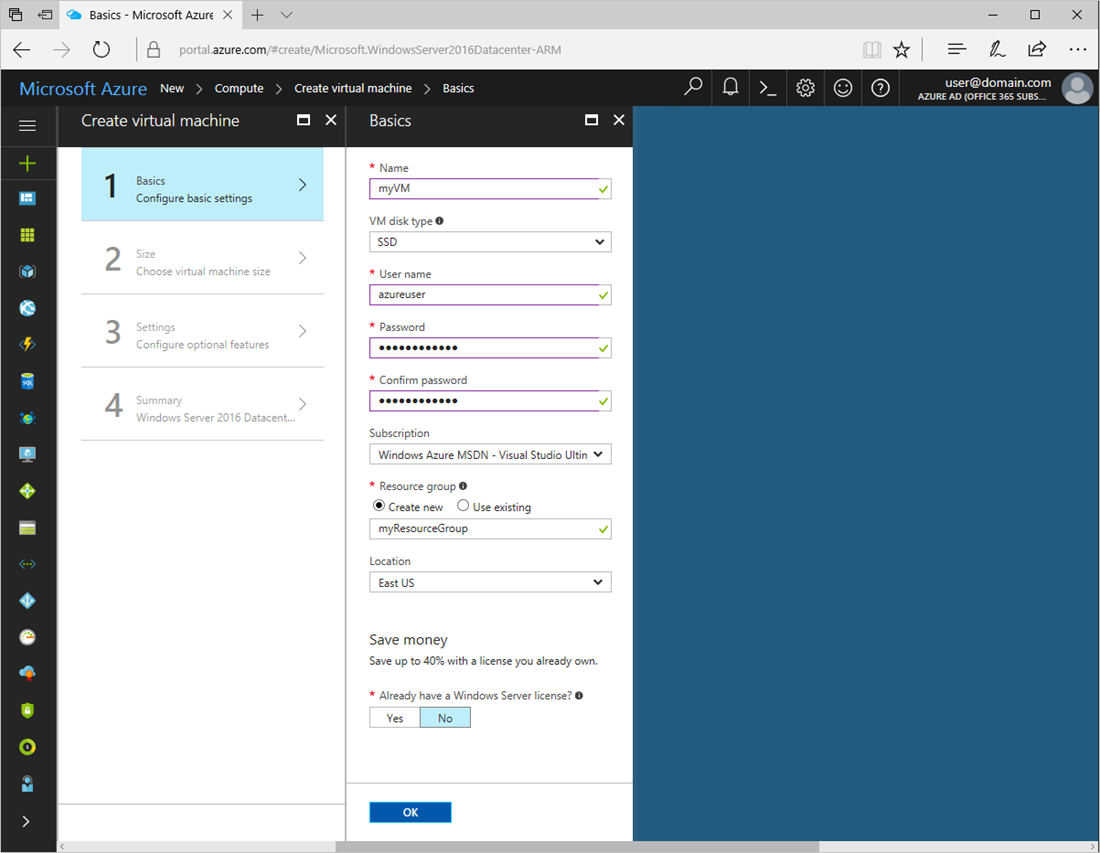 Basics - Microsoft Azure
portal.azure.com/#create/Microsoft.WindowsServer2016Datacenter-ARM
Microsoft Azure New > Compute > Create virtual machine > Basics
user@domain.com
AZURE AD (OFFICE 365 SUBS...
Create virtual machine
1
Basics
Configure basic settings
2
Size
Choose virtual machine size
3
Settings
Configure optional features
4
Summary
Windows Server 2016 Datacent...
Basics
* Name
myVM
VM disk type
SSD
* User name
azureuser
* Password
••••••••••••
* Confirm password
••••••••••••
Subscription
Windows Azure MSDN - Visual Studio Ultin
* Resource group
Create new Use existing
myResourceGroup
Location
East US
Save money
Save up to 40% with a license you already own.
* Already have a Windows Server license?
Yes No
OK
SQL